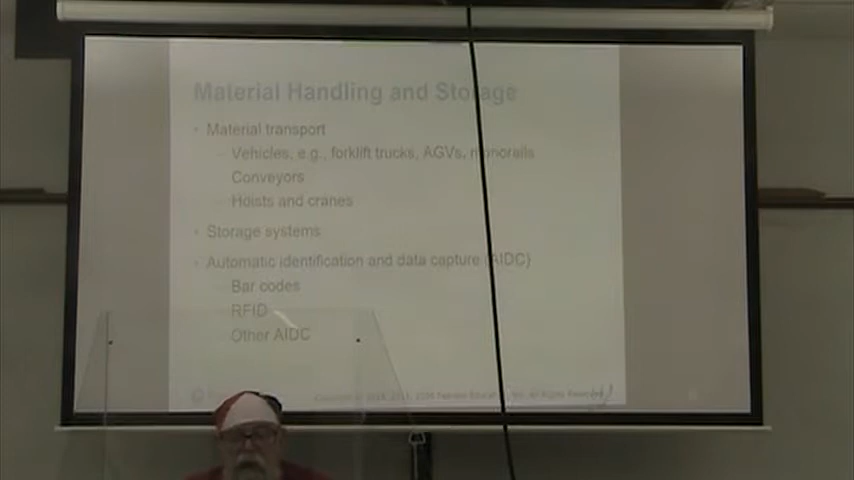 Material Handling and Storage
• Material transport
– Vehicles, e.g., forklift trucks, AGVs, monorails
– Conveyors
– Hoists and cranes
• Storage systems
• Automatic identification and data capture (AIDC)
– Bar codes
– RFID
– Other AIDC